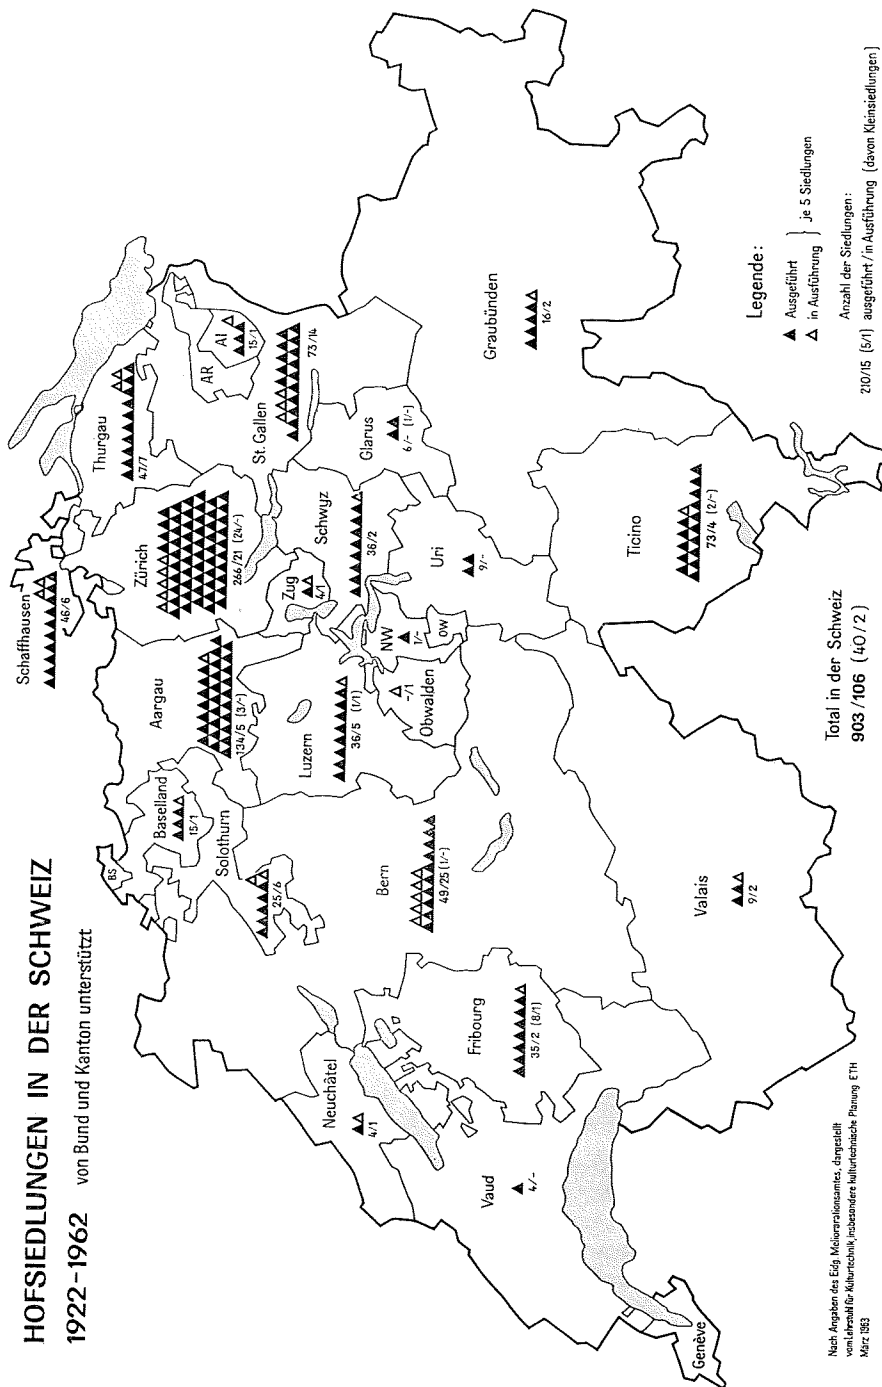 HOFSIEDLUNGEN IN DER SCHWEIZ
1922-1962 von Bund und Kanton unterstützt
Schaffhausen
46/6
Thurgau
47/7
Zürich
266/21 (24/-)
Aargau
134/5 (3/-)
BS
Baselland
15/1
Solothurn
25/6
AR
AI
15/1
St. Gallen
73/14
Glarus
6/- (1/-)
Schwyz
36/2
Zug
4/1
Luzern
36/5 (1/1)
NW
1/-
OW
Obwalden
-/1
Uri
9/-
Graubünden
16/2
Bern
49/25 (1/-)
Neuchâtel
4/1
Fribourg
35/2 (8/1)
Vaud
4/-
Genève
Valais
9/2
Ticino
73/4 (2/-)
Legende:
Ausgeführt
in Ausführung
je 5 Siedlungen
Anzahl der Siedlungen:
210/15 (5/1) ausgeführt/in Ausführung (davon Kleinsiedlungen)
Total in der Schweiz
903/106 (40/2)
Nach Angaben des Eidg. Meliorationsamtes, dargestellt
vom Lehrstuhl für Kulturtechnik, insbesondere kulturtechnische Planung ETH
März 1963